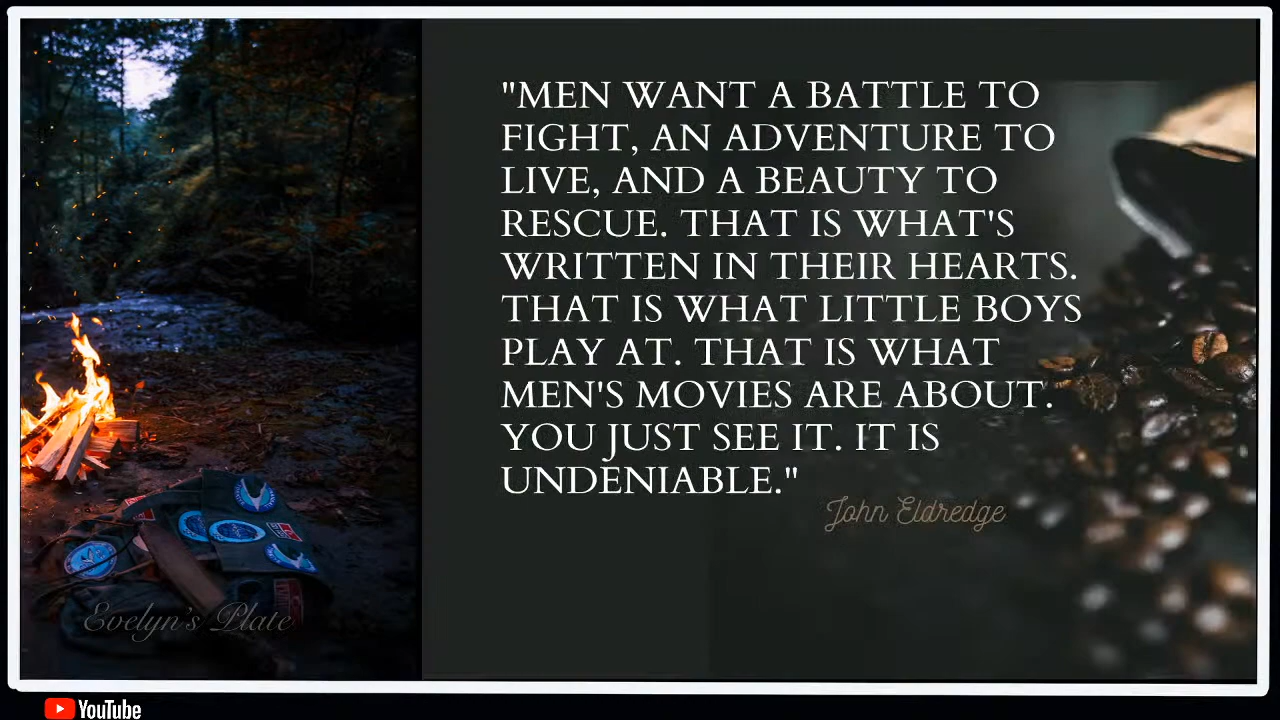 "MEN WANT A BATTLE TO
FIGHT, AN ADVENTURE TO
LIVE, AND A BEAUTY TO
RESCUE. THAT IS WHAT'S
WRITTEN IN THEIR HEARTS.
THAT IS WHAT LITTLE BOYS
PLAY AT. THAT IS WHAT
MEN'S MOVIES ARE ABOUT.
YOU JUST SEE IT. IT IS
UNDENIABLE."
John Eldredge
Evelyn's Plate
YouTube